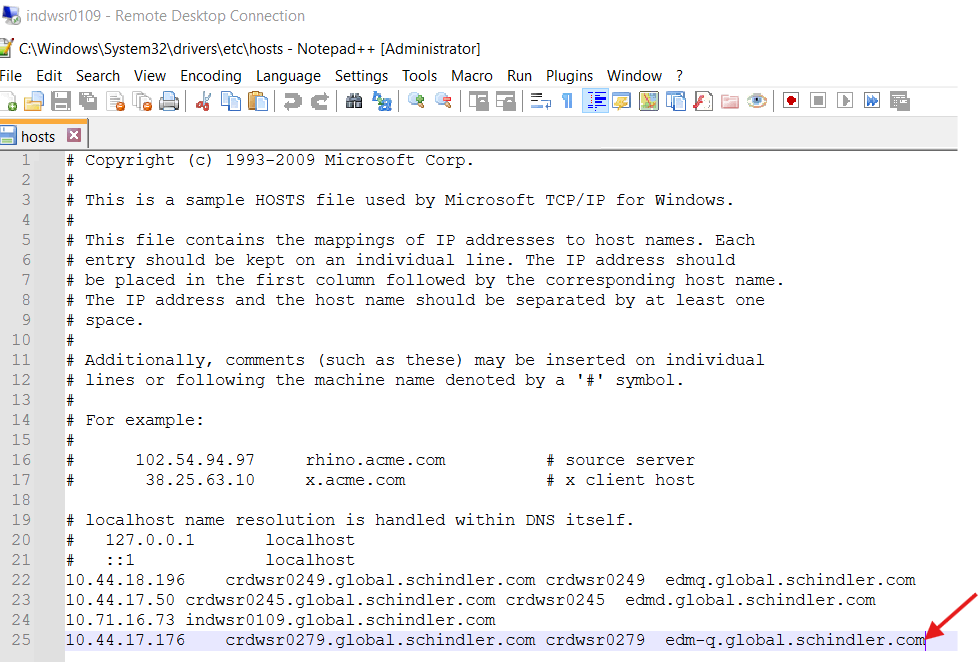 indwsr0109 - Remote Desktop Connection
C:\Windows\System32\drivers\etc\hosts - Notepad++ [Administrator]
File Edit Search View Encoding Language Settings Tools Macro Run Plugins Window ?
hosts
1 # Copyright (c) 1993-2009 Microsoft Corp.
2 #
3 # This is a sample HOSTS file used by Microsoft TCP/IP for Windows.
4 #
5 # This file contains the mappings of IP addresses to host names. Each
6 # entry should be kept on an individual line. The IP address should
7 # be placed in the first column followed by the corresponding host name.
8 # The IP address and the host name should be separated by at least one
9 # space.
10 #
11 # Additionally, comments (such as these) may be inserted on individual
12 # lines or following the machine name denoted by a '#' symbol.
13 #
14 # For example:
15 #
16 #      102.54.94.97     rhino.acme.com          # source server
17 #       38.25.63.10     x.acme.com              # x client host
18
19 # localhost name resolution is handled within DNS itself.
20 #   127.0.0.1       localhost
21 #   ::1             localhost
22 10.44.18.196    crdwsr0249.global.schindler.com crdwsr0249  edmq.global.schindler.com
23 10.44.17.50 crdwsr0245.global.schindler.com crdwsr0245  edmd.global.schindler.com
24 10.71.16.73 indwsr0109.global.schindler.com
25 10.44.17.176    crdwsr0279.global.schindler.com crdwsr0279  edm-q.global.schindler.com